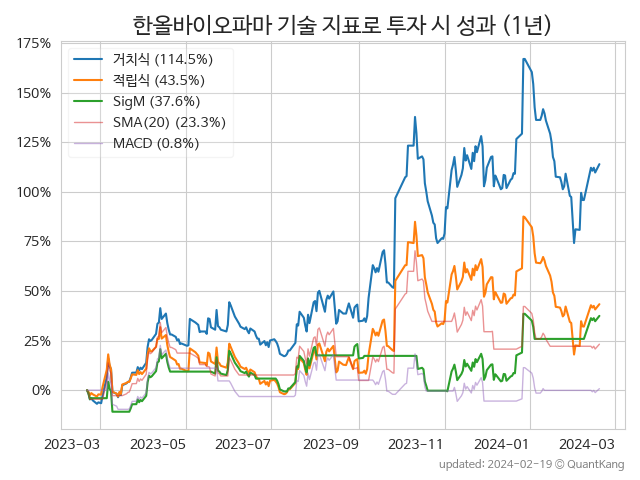 한올바이오파마 기술 지표로 투자 시 성과 (1년)
175%
150%
125%
100%
75%
50%
25%
0%
거치식 (114.5%)
적립식 (43.5%)
SigM (37.6%)
SMA(20) (23.3%)
MACD (0.8%)
2023-03
2023-05
2023-07
2023-09
2023-11
2024-01
2024-03
updated: 2024-02-19 © QuantKang